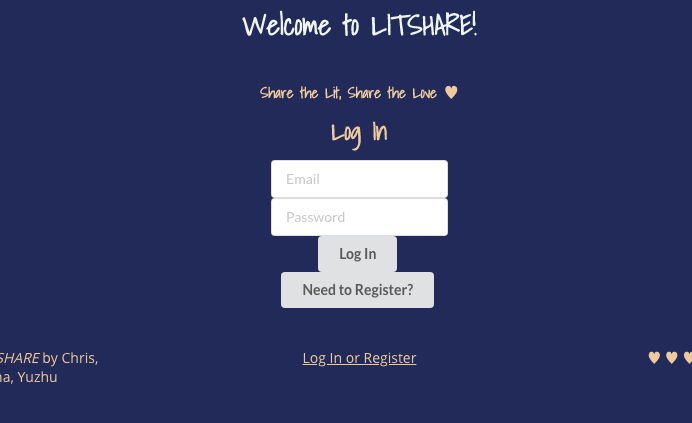 Welcome to LITSHARE!
Share the Lit, Share the Love ♥
Log In
Email
Password
Log In
Need to Register?
SHARE by Chris,
Yuzhu
Log In or Register
♥ ♥ ♥